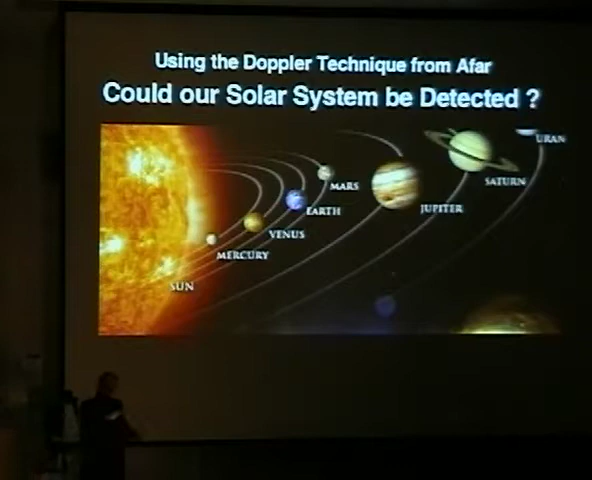 Using the Doppler Technique from Afar
Could our Solar System be Detected ?
URAN
MARS
SATURN
EARTH
JUPITER
VENUS
MERCURY
SUN